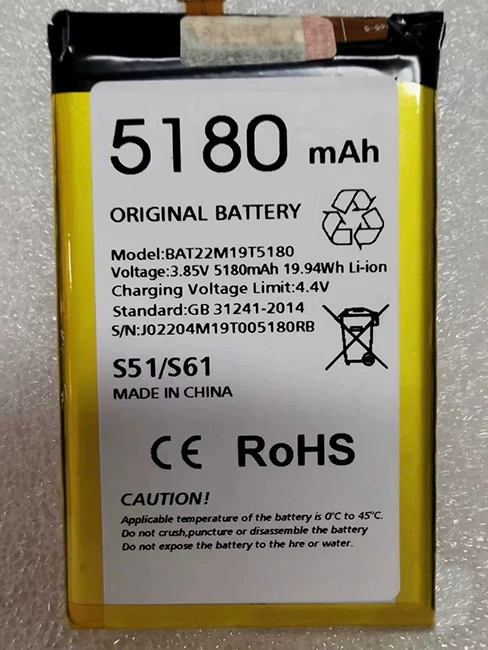 5180 mAh
ORIGINAL BATTERY
Model:BAT22M19T5180
Voltage:3.85V 5180mAh 19.94Wh Li-ion
Charging Voltage Limit:4.4V
Standard:GB 31241-2014
S/N:J02204M19T005180RB
S51/S61
MADE IN CHINA
CE RoHS
CAUTION!
Applicable temperature of the battery is 0°C to 45°C.
Do not crush,puncture or disassemble the battery
Do not expose the battery to the hre or water.